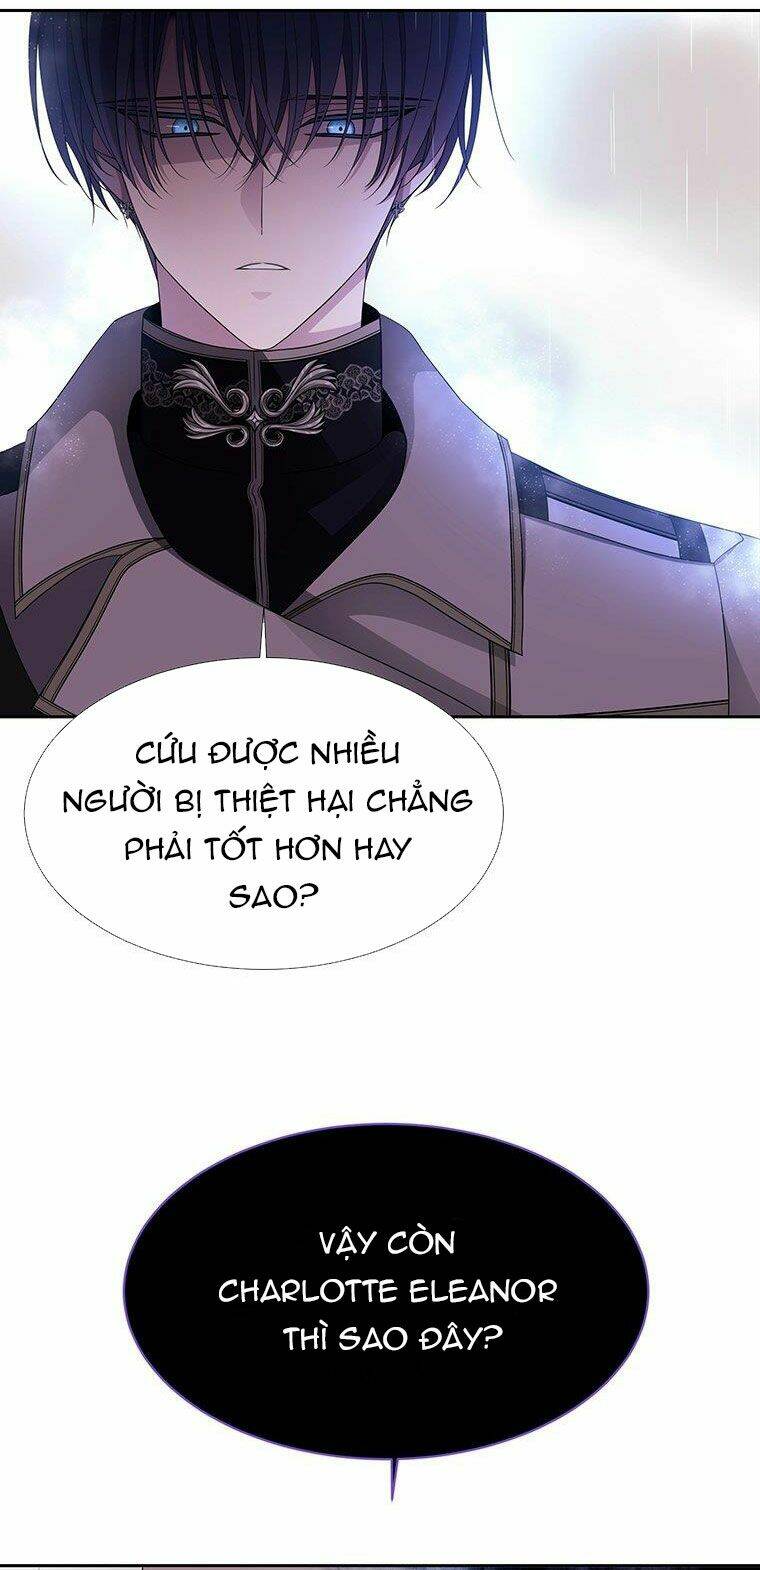 CỨU ĐƯỢC NHIỀU
NGƯỜI BỊ THIỆT HẠI CHẲNG
PHẢI TỐT HƠN HAY
SAO?
VẬY CÒN
CHARLOTTE ELEANOR
THÌ SAO ĐÂY?